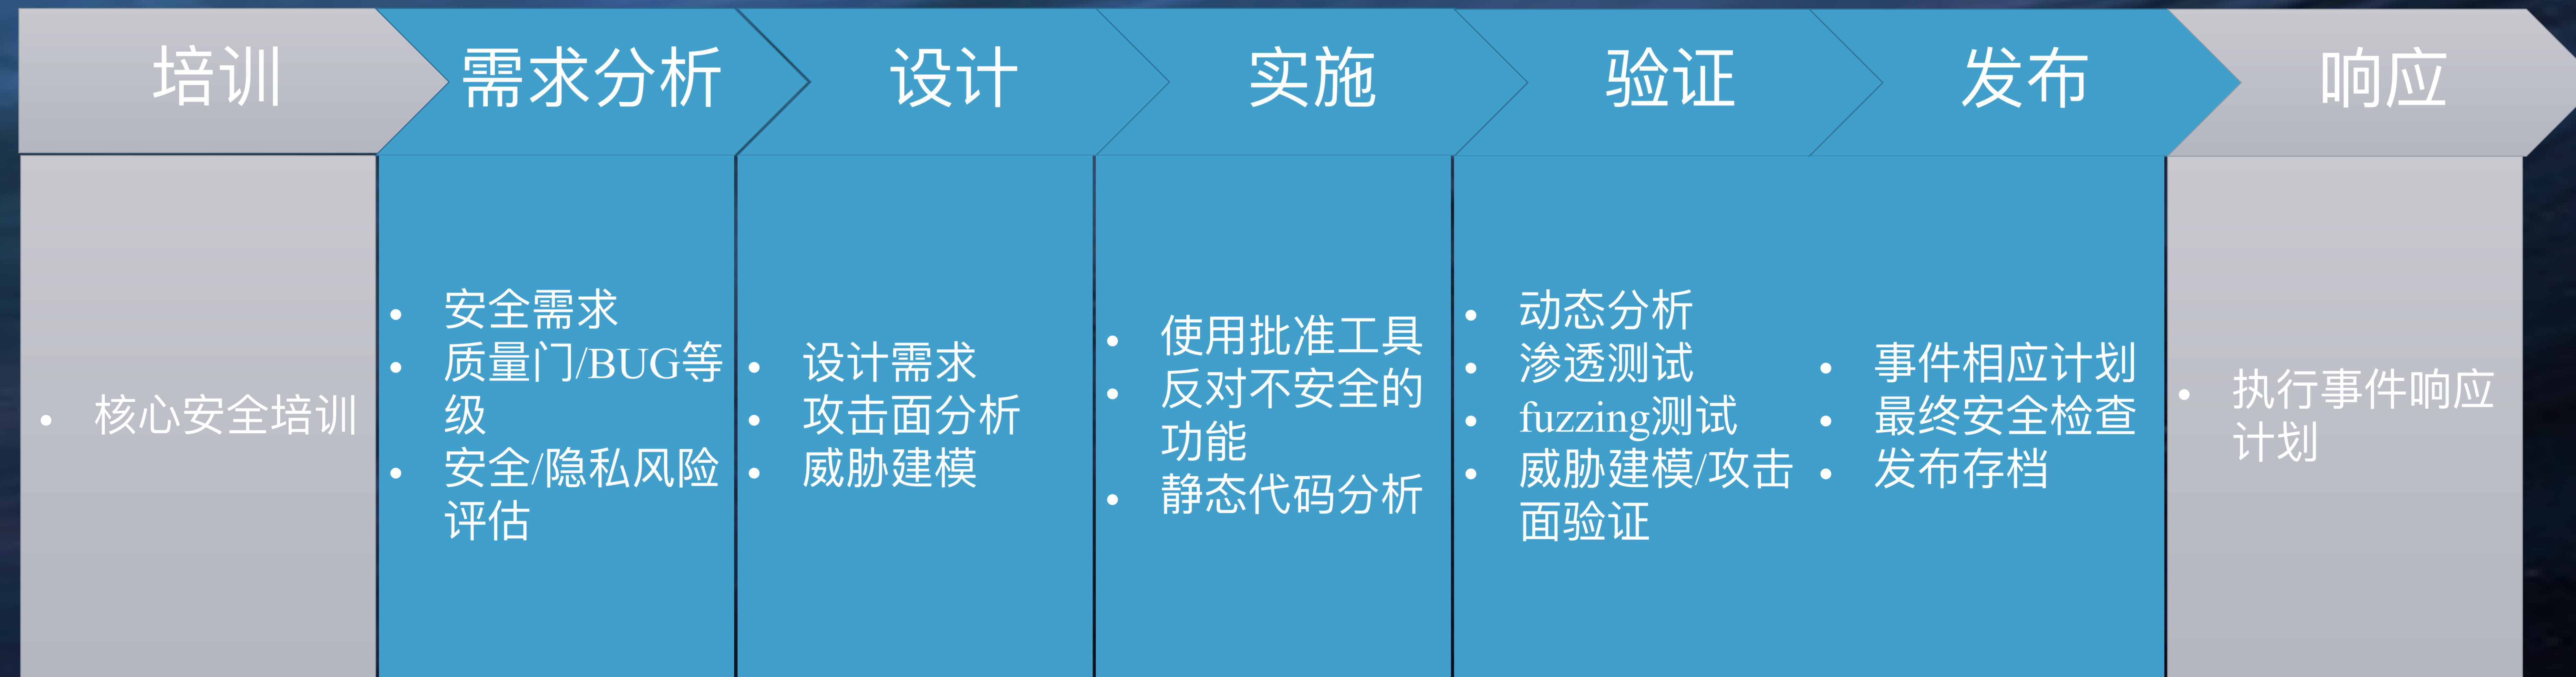 培训
需求分析
设计
实施
验证
发布
响应
• 核心安全培训
• 安全需求
• 质量门/BUG等
级
• 安全/隐私风险
评估
• 设计需求
• 攻击面分析
• 威胁建模
• 使用批准工具
• 反对不安全的
功能
• 静态代码分析
• 动态分析
• 渗透测试
• fuzzing测试
• 威胁建模/攻击
面验证
• 事件相应计划
• 最终安全检查
• 发布存档
• 执行事件响应
计划